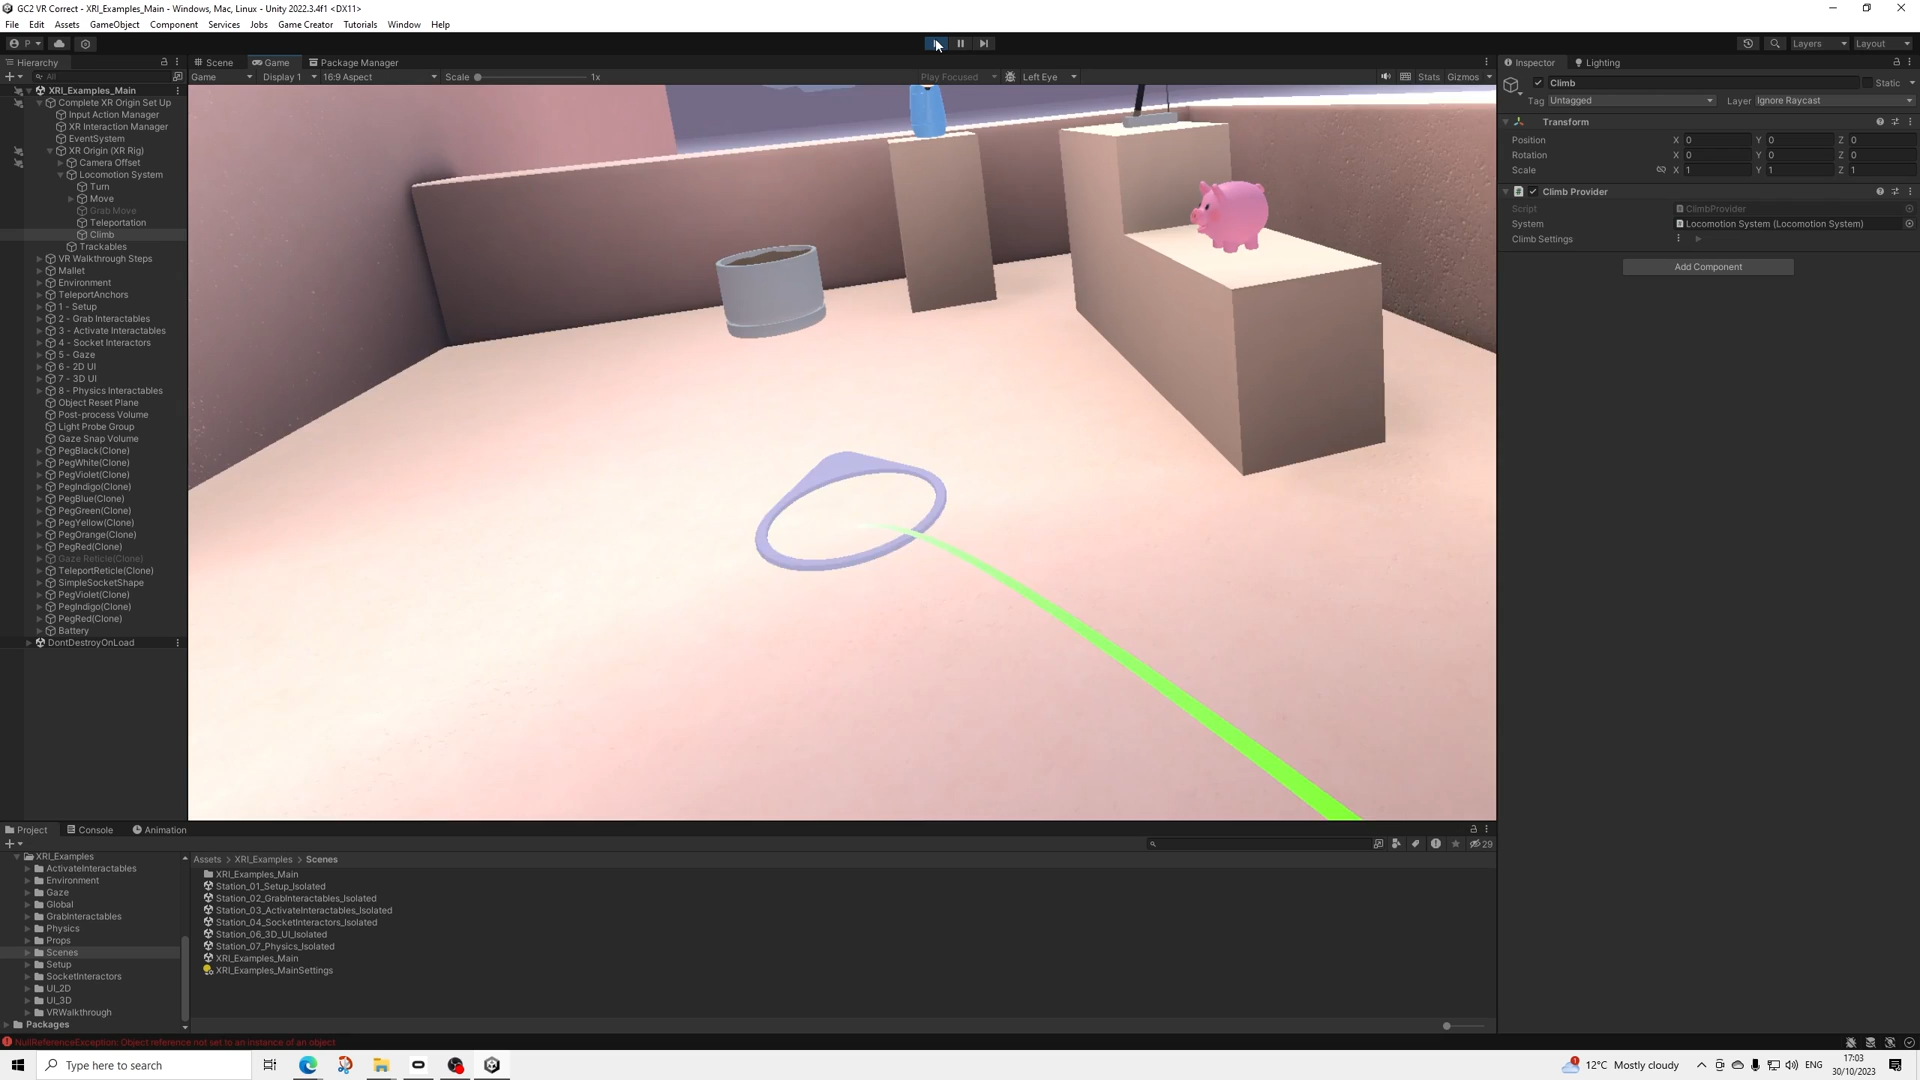 GC2 VR Correct - XRI_Examples_Main - Windows, Mac, Linux - Unity 2022.3.4f1 <DX11>
File Edit Assets GameObject Component Services Jobs Game Creator Tutorials Window Help
P Layers Layout
Hierarchy Scene Game Package Manager Inspector Lighting
All Game Display 1 16:9 Aspect Scale 1x Play Focused Left Eye Stats Gizmos
Climb Static
Tag Untagged Layer Ignore Raycast
Transform
Position X 0 Y 0 Z 0
Rotation X 0 Y 0 Z 0
Scale X 1 Y 1 Z 1
Climb Provider
Script ClimbProvider
System Locomotion System (Locomotion System)
Climb Settings
Add Component
XRI_Examples_Main
Complete XR Origin Set Up
Input Action Manager
XR Interaction Manager
EventSystem
XR Origin (XR Rig)
Camera Offset
Locomotion System
Turn
Move
Grab Move
Teleportation
Climb
Trackables
VR Walkthrough Steps
Mallet
Environment
TeleportAnchors
1 - Setup
2 - Grab Interactables
3 - Activate Interactables
4 - Socket Interactors
5 - Gaze
6 - 2D UI
7 - 3D UI
8 - Physics Interactables
Object Reset Plane
Post-process Volume
Light Probe Group
Gaze Snap Volume
PegBlack(Clone)
PegWhite(Clone)
PegViolet(Clone)
PegIndigo(Clone)
PegBlue(Clone)
PegGreen(Clone)
PegYellow(Clone)
PegOrange(Clone)
PegRed(Clone)
Gaze Reticle(Clone)
TeleportReticle(Clone)
SimpleSocketShape
PegViolet(Clone)
PegIndigo(Clone)
PegRed(Clone)
Battery
DontDestroyOnLoad
Project Console Animation
29
XRI_Examples
ActivateInteractables
Environment
Gaze
Global
GrabInteractables
Physics
Props
Scenes
Setup
SocketInteractors
UI_2D
UI_3D
VRWalkthrough
Packages
Assets > XRI_Examples > Scenes
XRI_Examples_Main
Station_01_Setup_Isolated
Station_02_GrabInteractables_Isolated
Station_03_ActivateInteractables_Isolated
Station_04_SocketInteractors_Isolated
Station_06_3D_UI_Isolated
Station_07_Physics_Isolated
XRI_Examples_Main
XRI_Examples_MainSettings
NullReferenceException: Object reference not set to an instance of an object
Type here to search
1 12°C Mostly cloudy ENG
17:03
30/10/2023